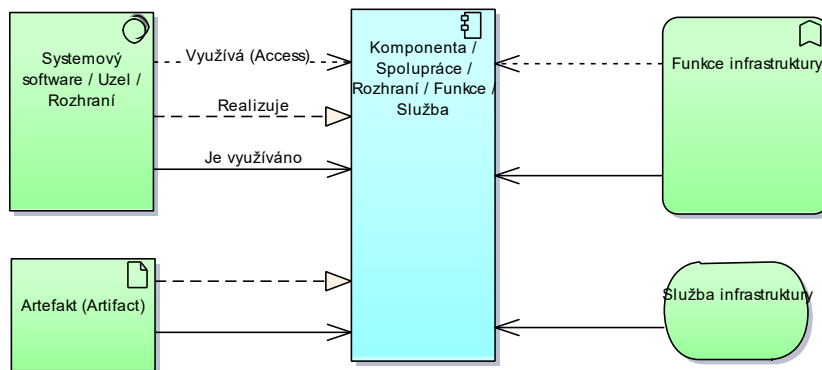 Systemový
software / Uzel /
Rozhraní
Využívá (Access)
Realizuje
Je využíváno
Komponenta /
Spolupráce /
Rozhraní / Funkce /
Služba
Funkce infrastruktury
Artefakt (Artifact)
Služba infrastruktury